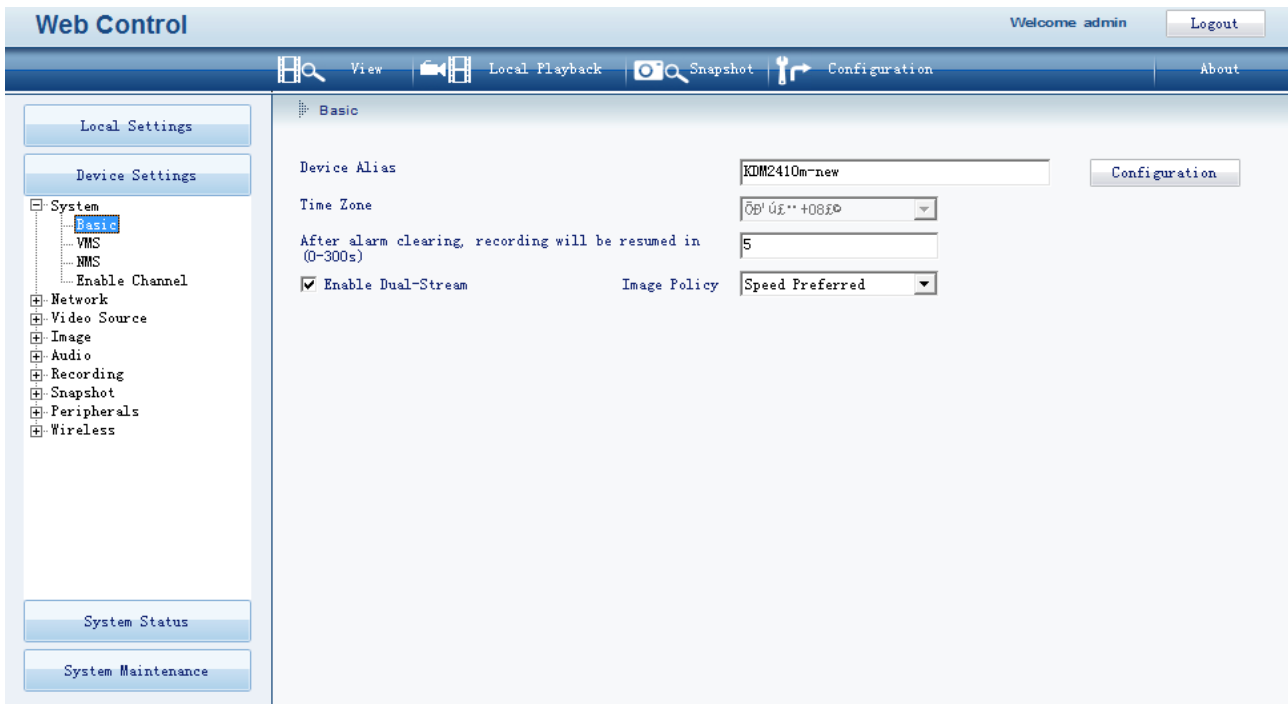 Web Control
Welcome admin
Logout
View
Local Playback
Snapshot
Configuration
About
Local Settings
Device Settings
System
Basic
VMS
NMS
Enable Channel
Network
Video Source
Image
Audio
Recording
Snapshot
Peripherals
Wireless
System Status
System Maintenance
Basic
Device Alias
KDM2410m-new
Configuration
Time Zone
+08£©
After alarm clearing, recording will be resumed in
(0-300s)
5
Enable Dual-Stream
Image Policy
Speed Preferred